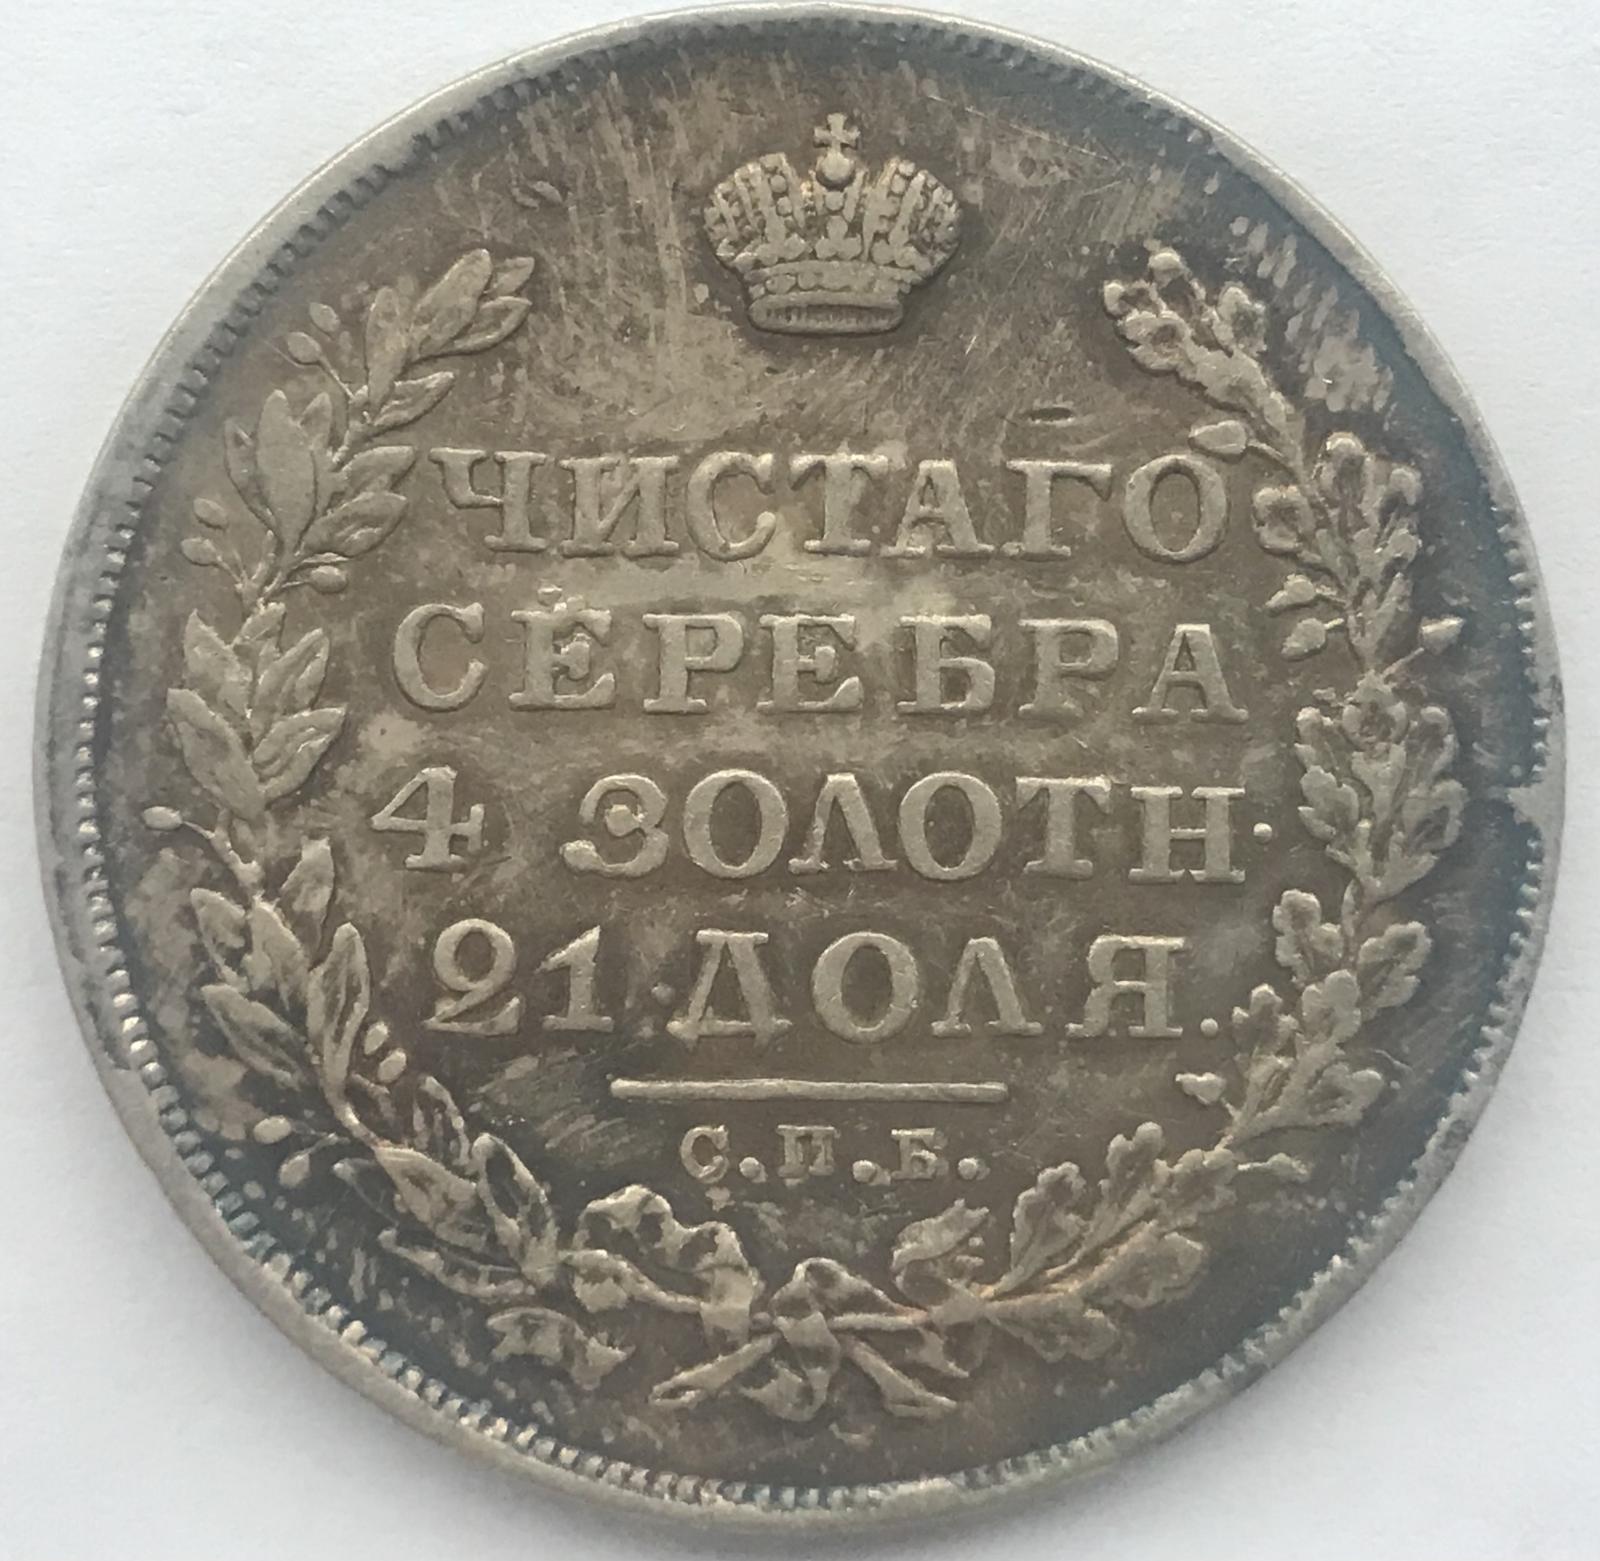 ЧИСТАГО
СЕРЕБРА
4 ЗОЛОТН.
21 ДОЛЯ.
С.П.Б.